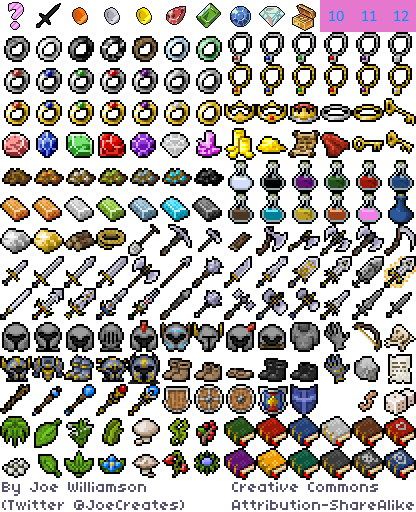 ?
10 11 12
By Joe Williamson
(Twitter @JoeCreates)
Creative Commons
Attribution-ShareAlike